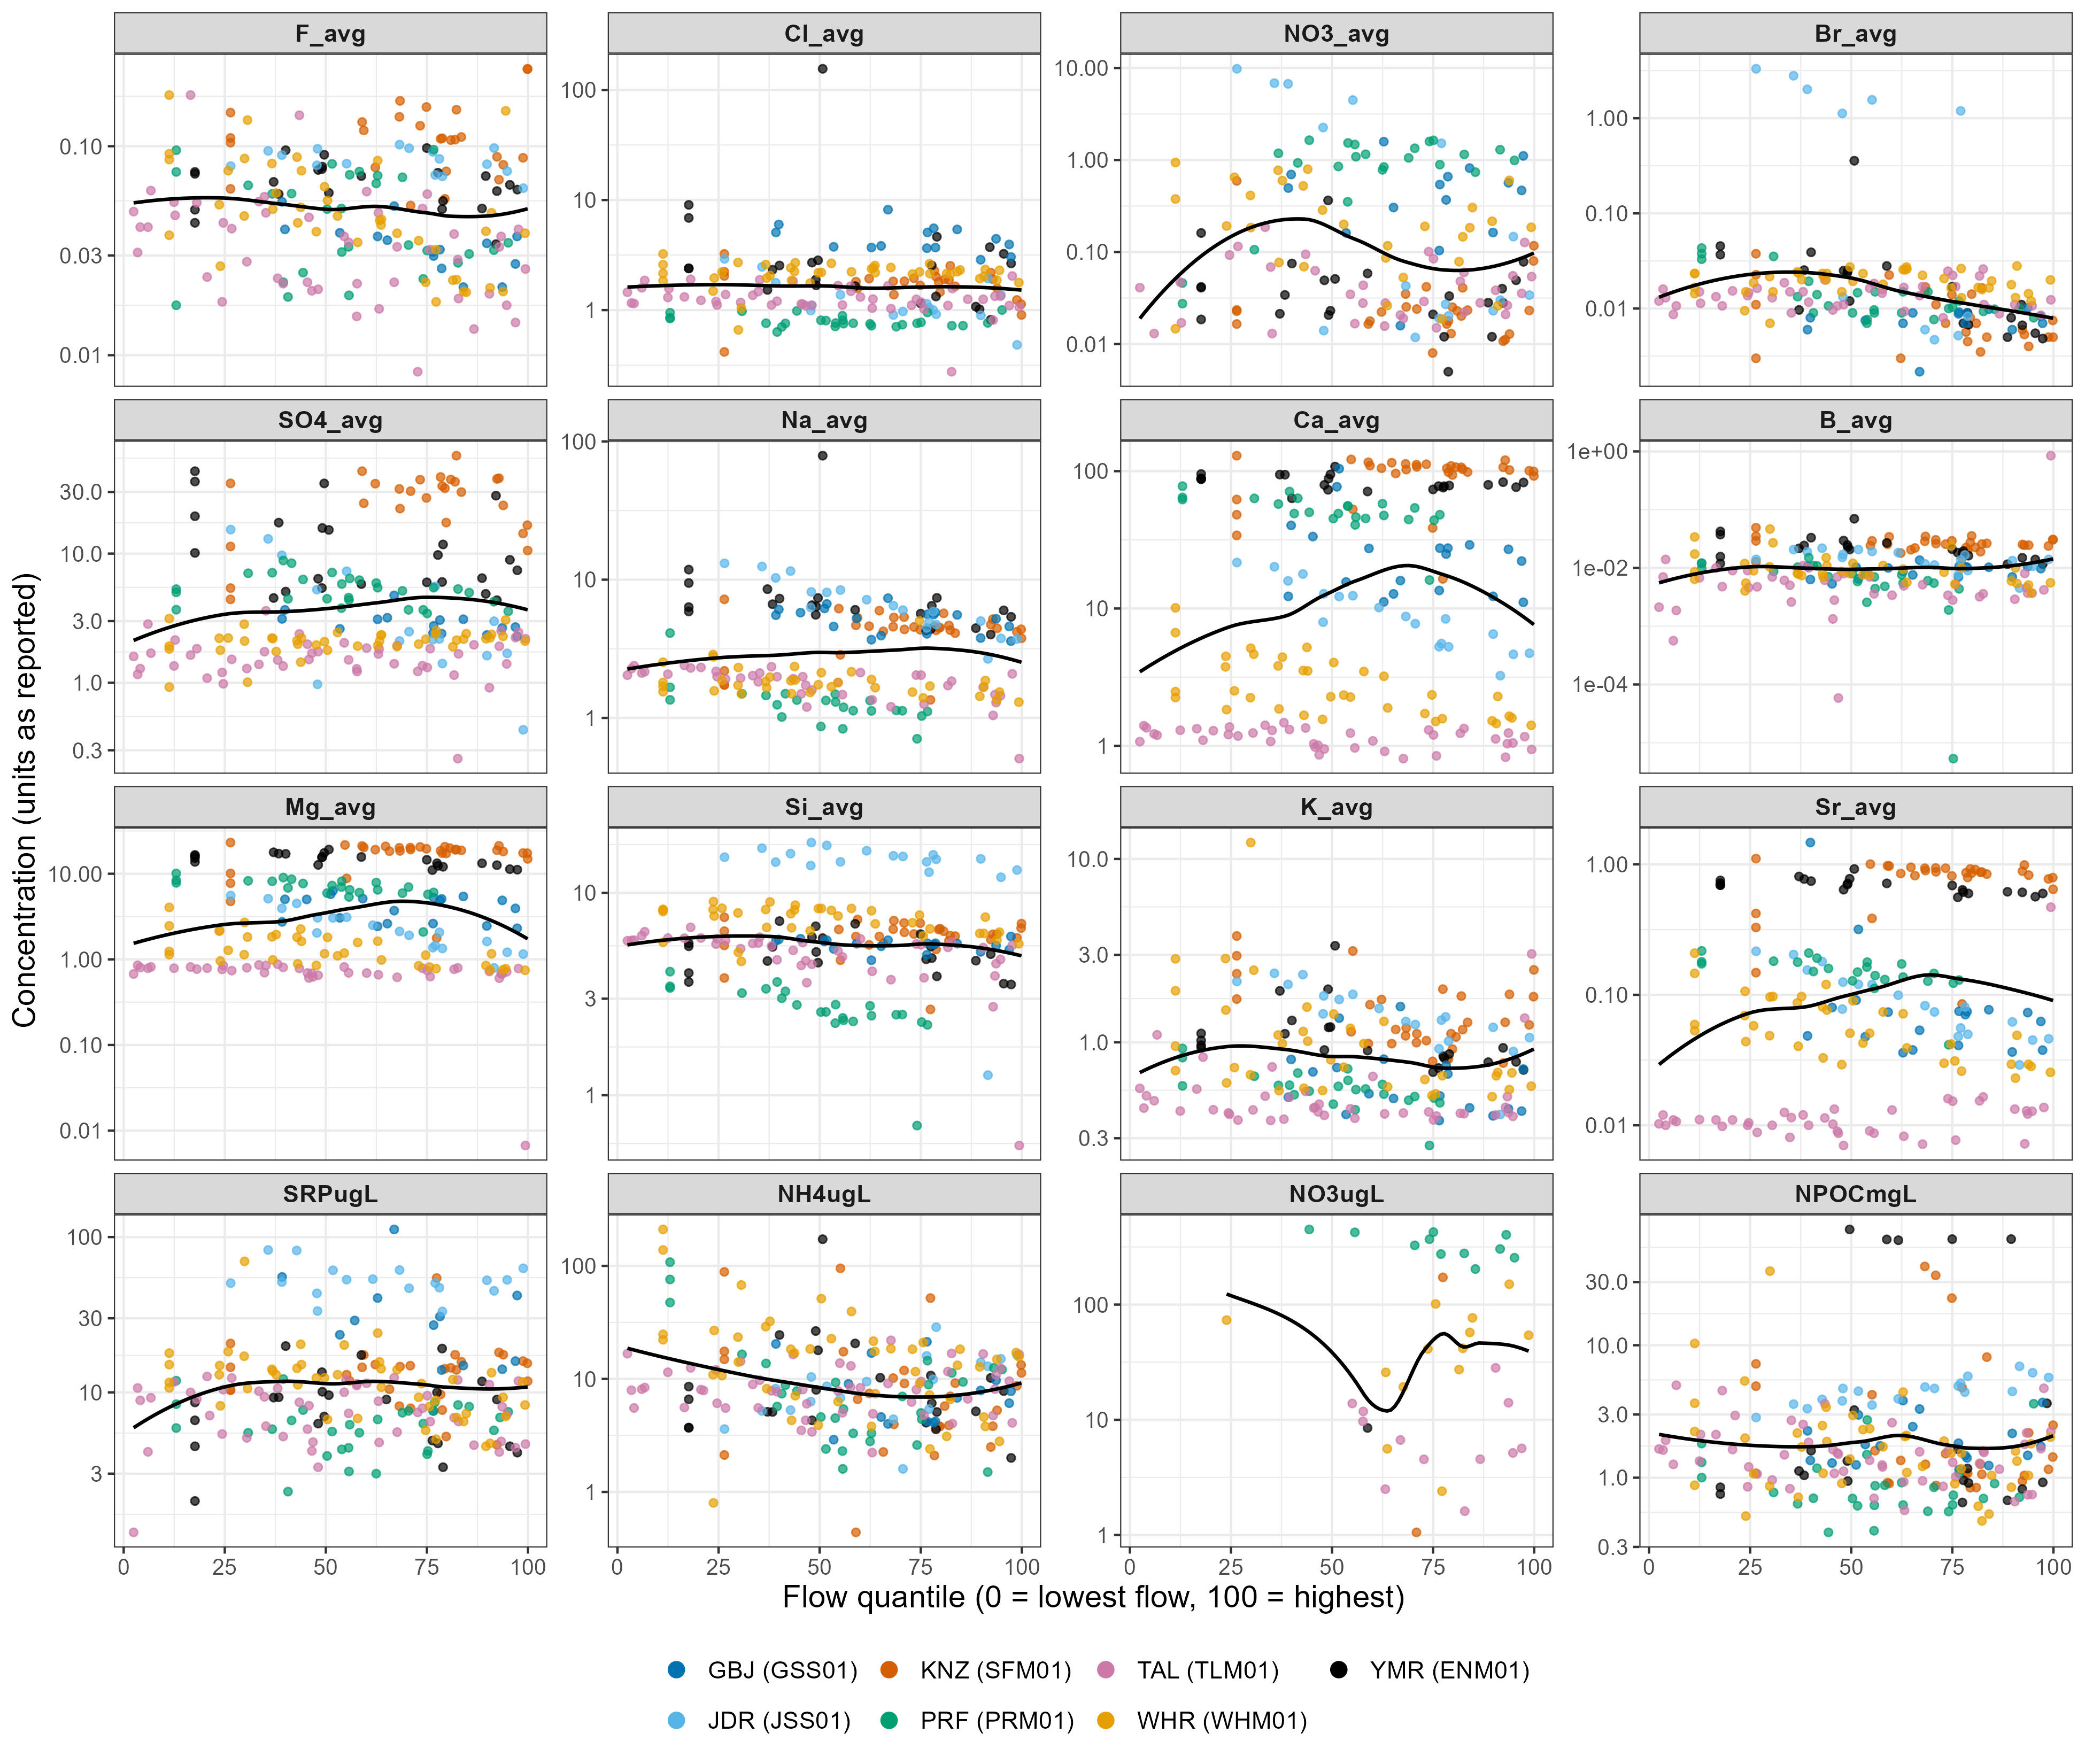 F_avg
Cl_avg
NO3_avg
Br_avg
0.10
0.03
0.01
100
10
1
10.00
1.00
0.10
0.01
1.00
0.10
0.01
SO4_avg
Na_avg
Ca_avg
B_avg
30.0
10.0
3.0
1.0
0.3
100
10
1
100
10
1
1e+00
1e-02
1e-04
Mg_avg
Si_avg
K_avg
Sr_avg
10.00
1.00
0.10
0.01
10
3
1
10.0
3.0
1.0
0.3
1.00
0.10
0.01
SRPugL
NH4ugL
NO3ugL
NPOCmgL
100
30
10
3
100
10
1
100
10
1
30.0
10.0
3.0
1.0
0.3
0 25 50 75 100
0 25 50 75 100
0 25 50 75 100
0 25 50 75 100
Concentration (units as reported)
Flow quantile (0 = lowest flow, 100 = highest)
GBJ (GSS01) KNZ (SFM01) TAL (TLM01) YMR (ENM01)
JDR (JSS01) PRF (PRM01) WHR (WHM01)